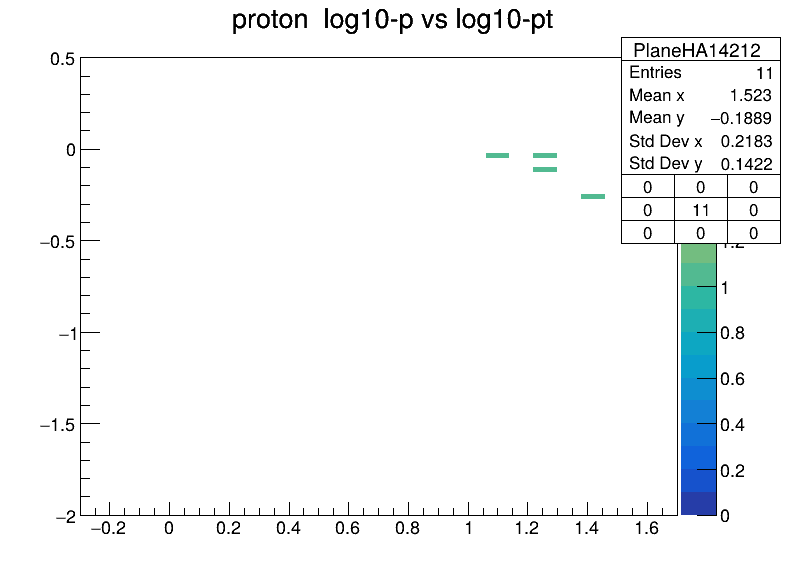 proton  log10-p vs log10-pt
PlaneHA14212
Entries 11
Mean x 1.523
Mean y −0.1889
Std Dev x 0.2183
Std Dev y 0.1422
0 0 0
0 11 0
0 0 0
0.5
0
−0.5
−1
−1.5
−2
−0.2 0 0.2 0.4 0.6 0.8 1 1.2 1.4 1.6
1.2
1
0.8
0.6
0.4
0.2
0